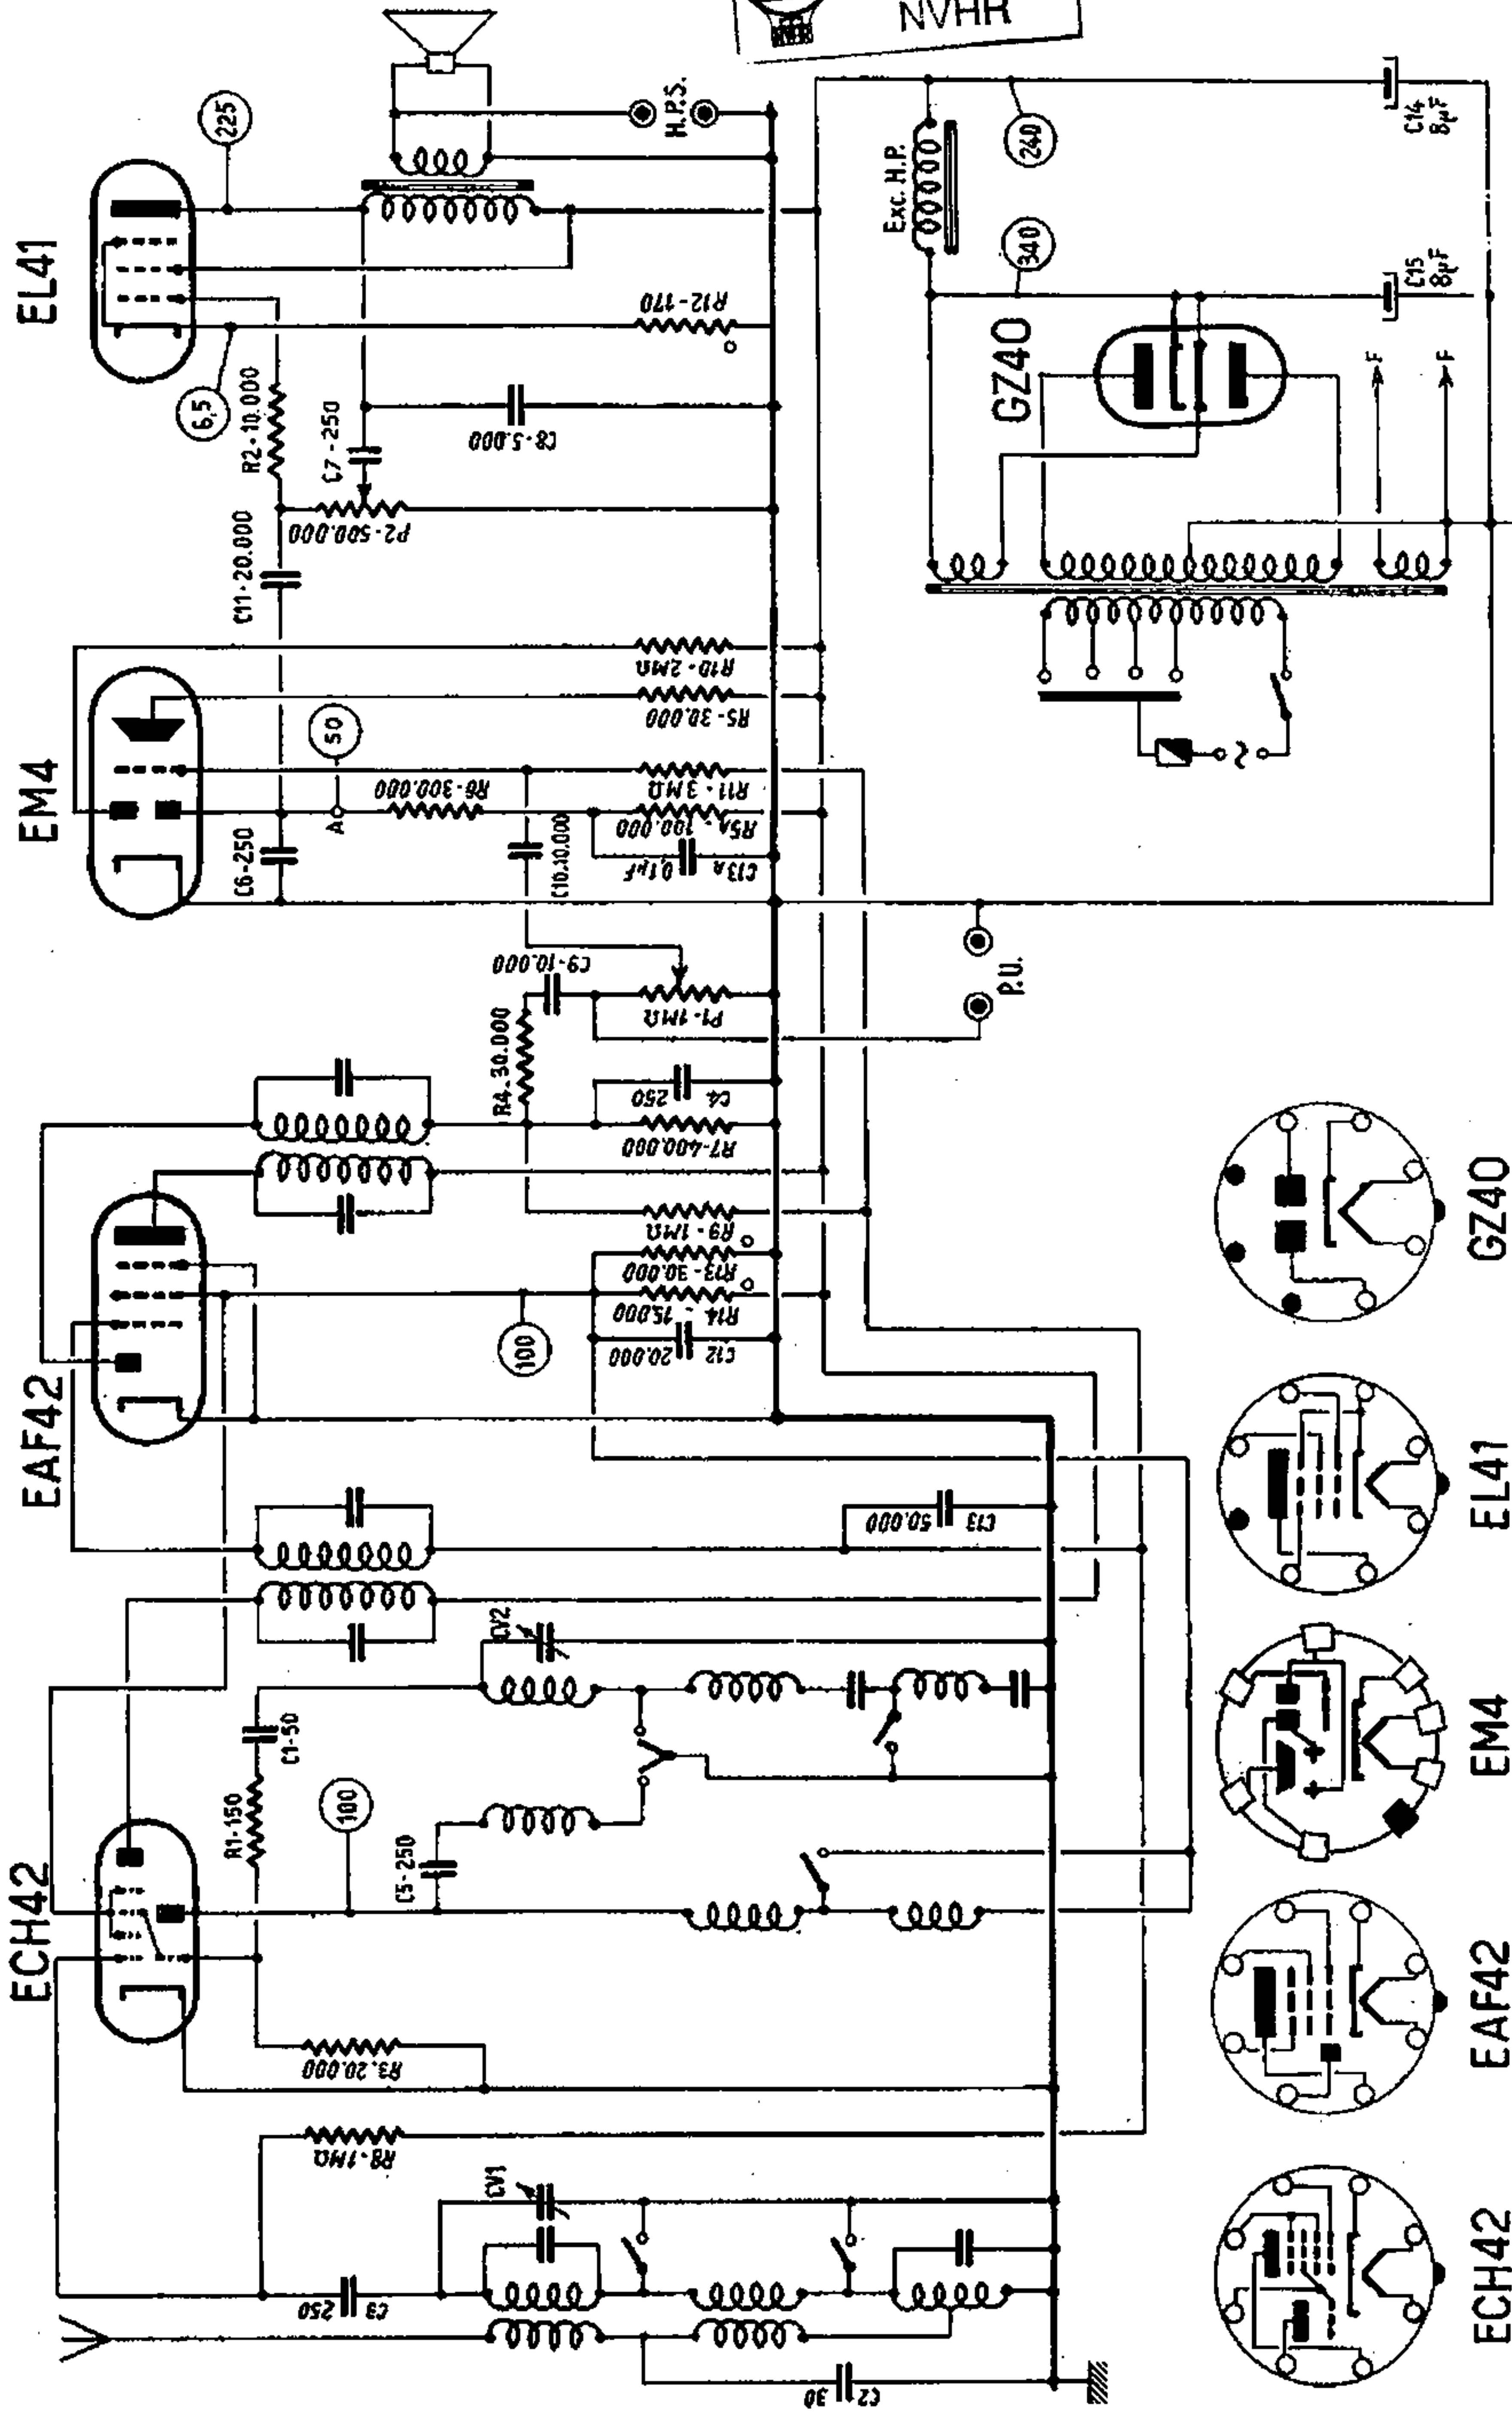 ECH42
EAF42
EM4
EL41
NVHR
225
6,5
R2-10.000
C11-20.000
C7-250
P2-500.000
C8-5.000
R12-170
H.P.S.
C6-250
50
A
R6-300.000
R10-2MΩ
R5-30.000
R11-3MΩ
R5A-100.000
C13A 0,1µF
C10.10.000
C9-10.000
P1-1MΩ
P.U.
R4-30.000
C4 250
R7-400.000
R9-1MΩ
R13-30.000
R14-15.000
C12 20.000
100
C13 50.000
CV2
C1-50
R1-150
100
C5-250
R3.20.000
R8-1MΩ
CV1
C3 250
C2 30
Exc. H.P.
240
340
C14 8µF
C15 8µF
GZ40
F
F
ECH42
EAF42
EM4
EL41
GZ40